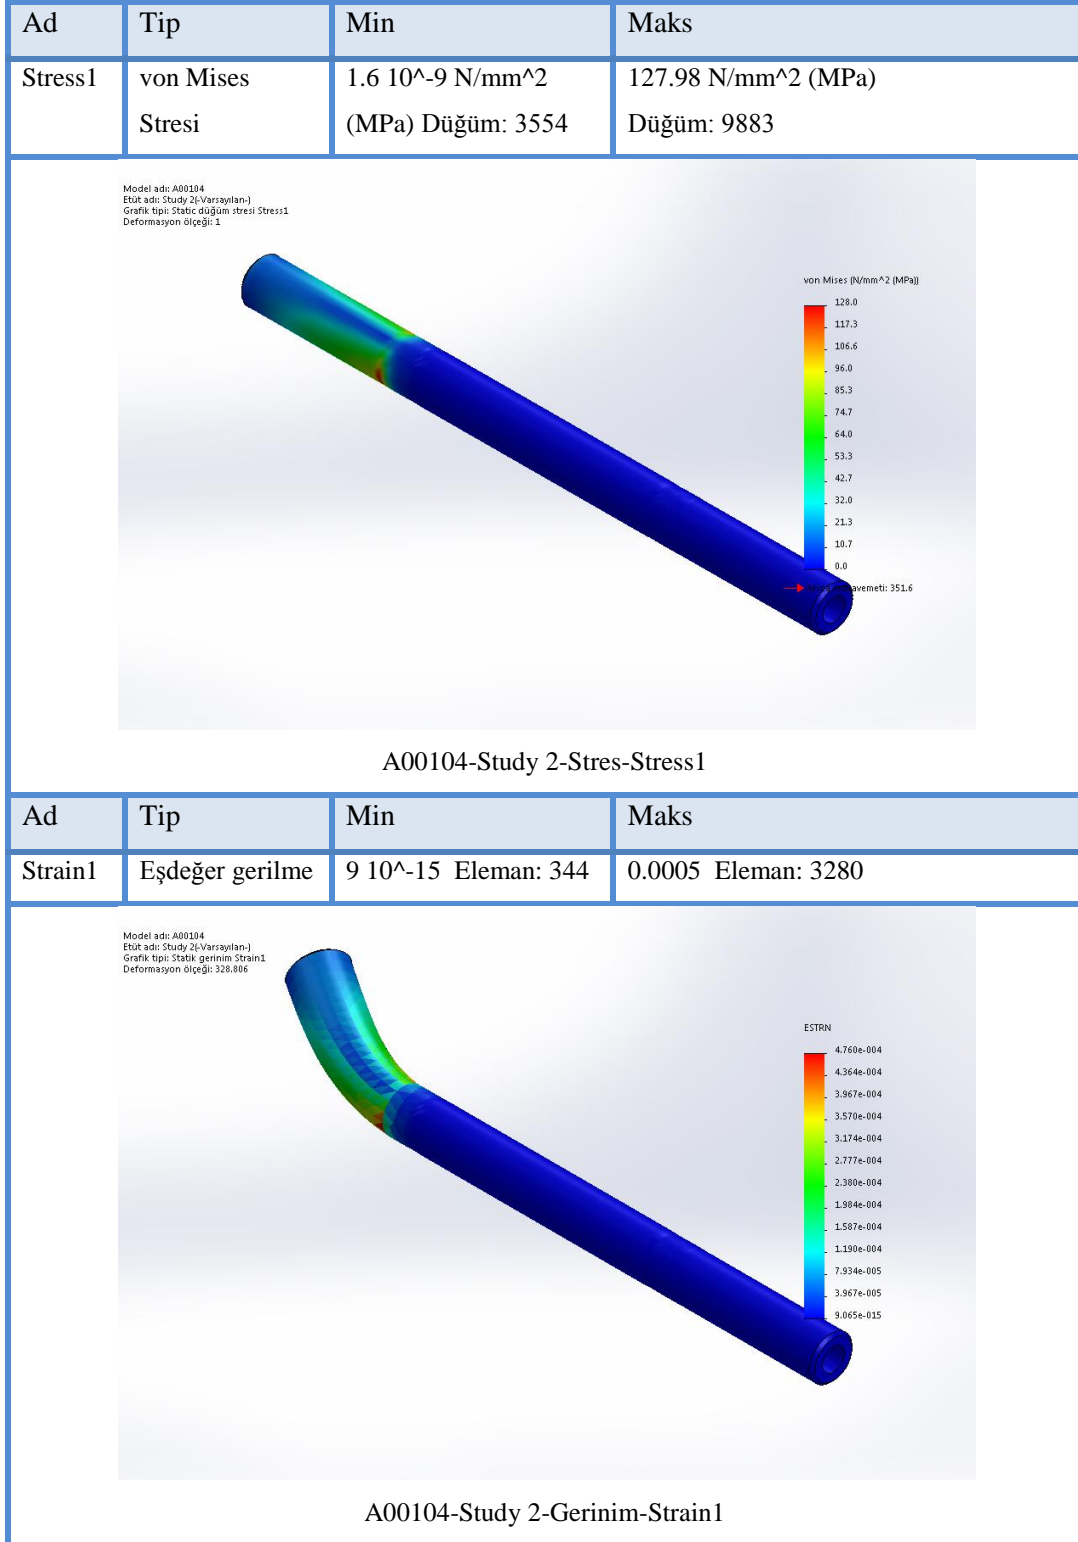 Ad Tip Min Maks
Stress1 von Mises Stresi 1.6 10^-9 N/mm^2 (MPa) Düğüm: 3554 127.98 N/mm^2 (MPa) Düğüm: 9883
Model adı: A00104
Etüt adı: Study 2(-Varsayılan-)
Grafik tipi: Static düğüm stresi Stress1
Deformasyon ölçeği: 1
von Mises (N/mm^2 (MPa))
128.0
117.3
106.6
96.0
85.3
74.7
64.0
53.3
42.7
32.0
21.3
10.7
0.0
351.6
A00104-Study 2-Stres-Stress1
Ad Tip Min Maks
Strain1 Eşdeğer gerilme 9 10^-15 Eleman: 344 0.0005 Eleman: 3280
Model adı: A00104
Etüt adı: Study 2(-Varsayılan-)
Grafik tipi: Statik gerinim Strain1
Deformasyon ölçeği: 328.806
ESTRN
4.760e-004
4.364e-004
3.967e-004
3.570e-004
3.174e-004
2.777e-004
2.380e-004
1.984e-004
1.587e-004
1.190e-004
7.934e-005
3.967e-005
9.065e-015
A00104-Study 2-Gerinim-Strain1